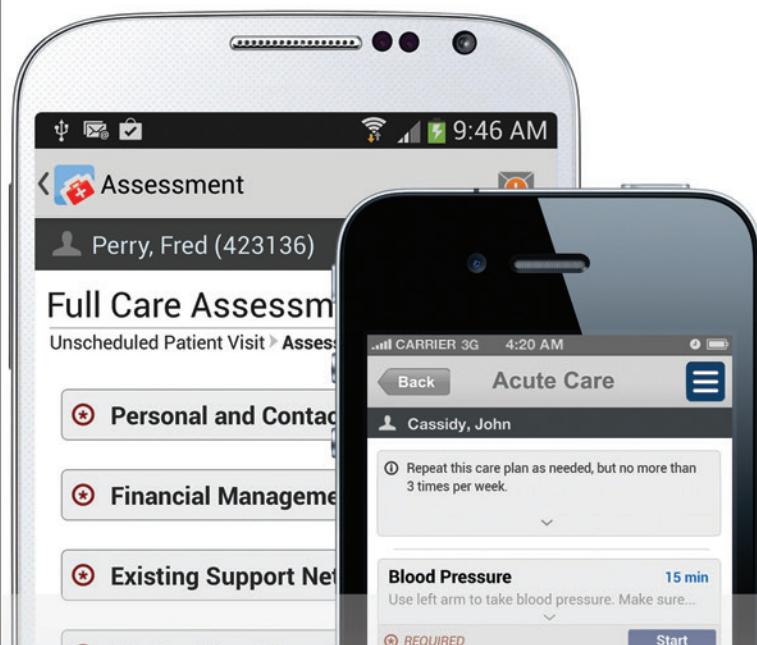 9:46 AM
Assessment
Perry, Fred (423136)
Full Care Assessm
Unscheduled Patient Visit Assess
Personal and Contac
Financial Manageme
Existing Support Net
CARRIER 3G 4:20 AM
Back Acute Care
Cassidy, John
Repeat this care plan as needed, but no more than
3 times per week.
Blood Pressure 15 min
Use left arm to take blood pressure. Make sure...
REQUIRED Start